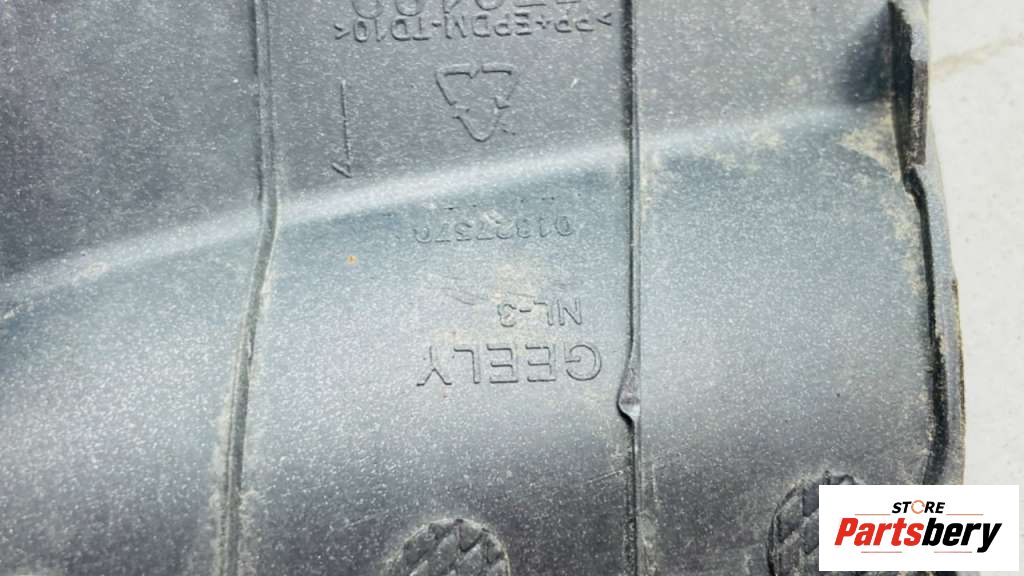 GEELY
NL-3
>PP+EPDM-TD10<
STORE
Partsbery